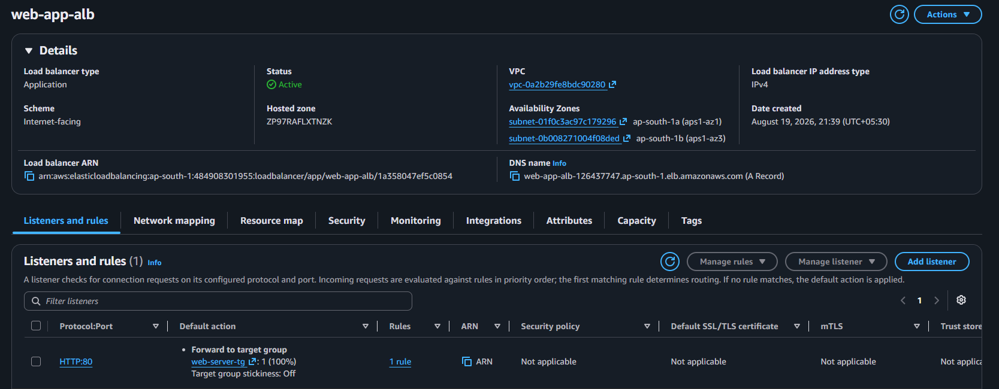 web-app-alb
Actions
Details
Load balancer type
Application
Status
Active
VPC
vpc-0a2b29fe8bdc90280
Load balancer IP address type
IPv4
Scheme
Internet-facing
Hosted zone
ZP97RAFLXTNZK
Availability Zones
subnet-01f0c3ac97c179296 ap-south-1a (aps1-az1)
subnet-0b008271004f08ded ap-south-1b (aps1-az3)
Date created
August 19, 2026, 21:39 (UTC+05:30)
Load balancer ARN
arn:aws:elasticloadbalancing:ap-south-1:484908301955:loadbalancer/app/web-app-alb/1a358047ef5c0854
DNS name Info
web-app-alb-126437747.ap-south-1.elb.amazonaws.com (A Record)
Listeners and rules Network mapping Resource map Security Monitoring Integrations Attributes Capacity Tags
Listeners and rules (1) Info
Manage rules Manage listener Add listener
A listener checks for connection requests on its configured protocol and port. Incoming requests are evaluated against rules in priority order; the first matching rule determines routing. If no rule matches, the default action is applied.
Filter listeners
1
Protocol:Port Default action Rules ARN Security policy Default SSL/TLS certificate mTLS Trust store
• Forward to target group
HTTP:80 web-server-tg : 1 (100%) 1 rule ARN Not applicable Not applicable Not applicable Not applica
Target group stickiness: Off